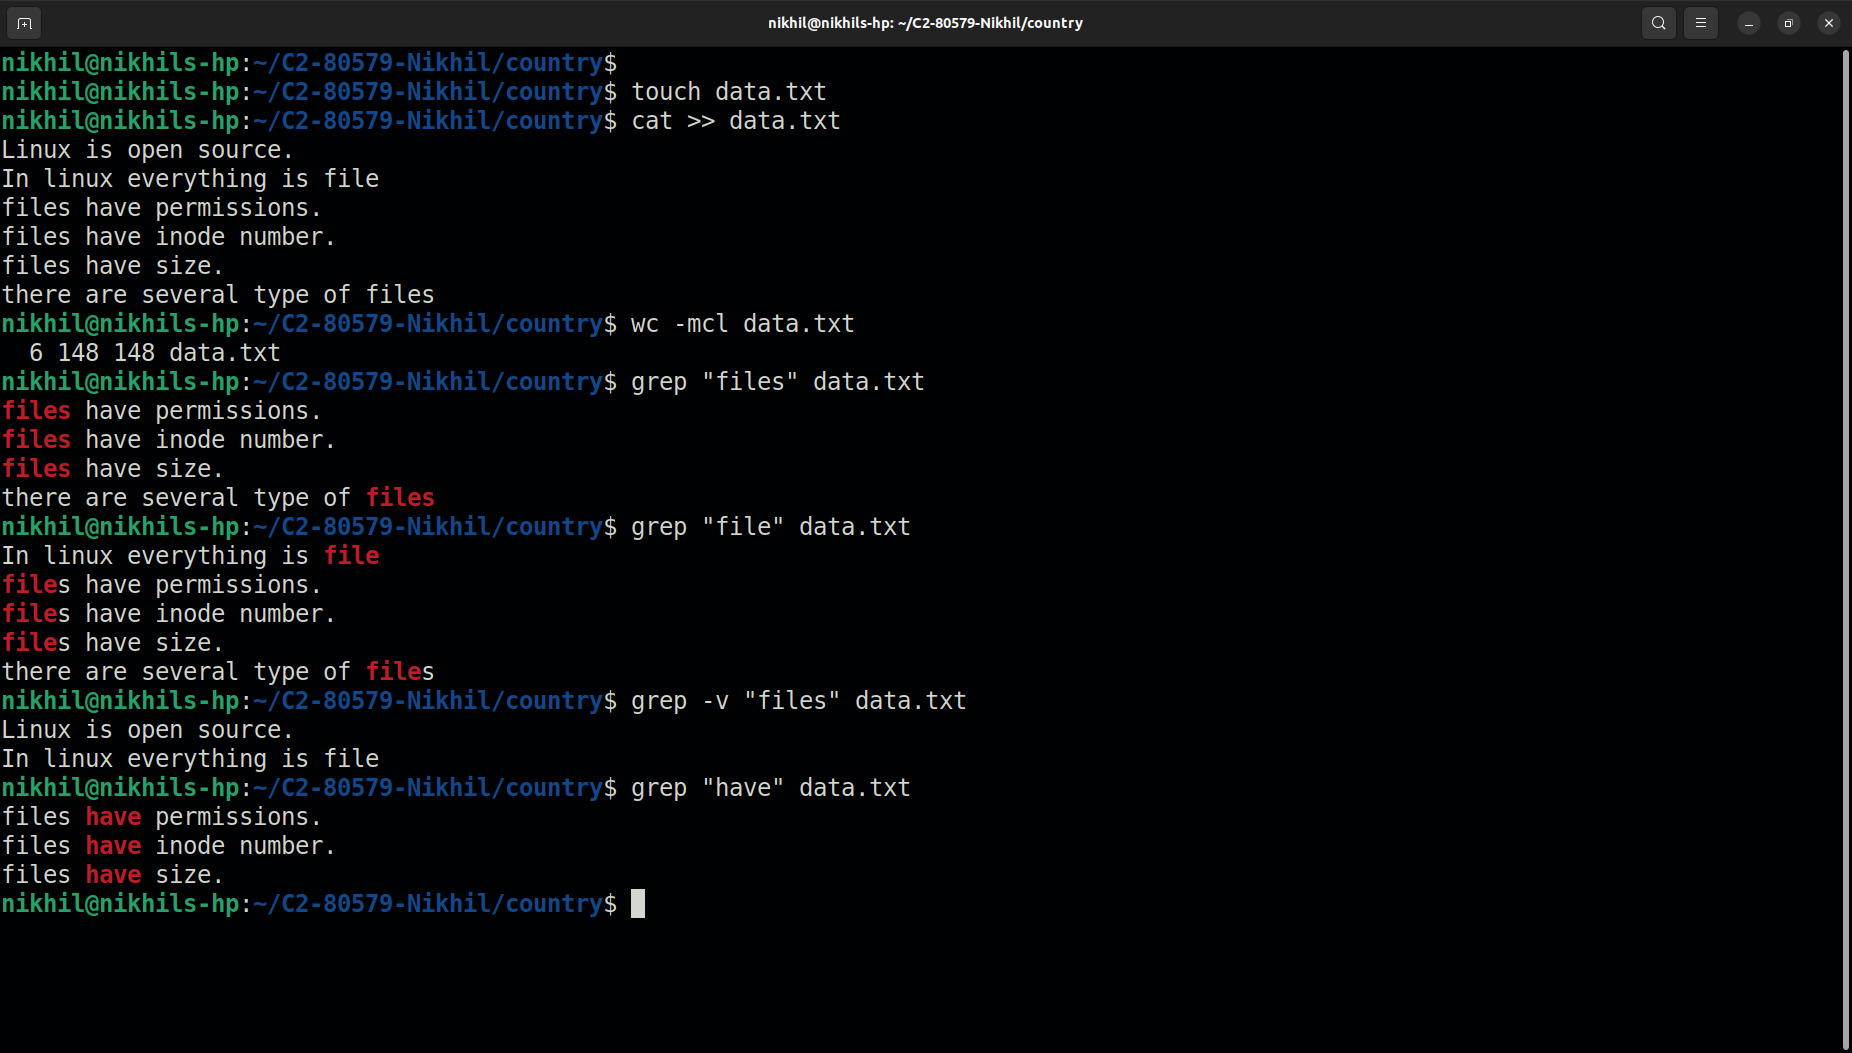 nikhil@nikhils-hp: ~/C2-80579-Nikhil/country
nikhil@nikhils-hp:~/C2-80579-Nikhil/country$
nikhil@nikhils-hp:~/C2-80579-Nikhil/country$ touch data.txt
nikhil@nikhils-hp:~/C2-80579-Nikhil/country$ cat >> data.txt
Linux is open source.
In linux everything is file
files have permissions.
files have inode number.
files have size.
there are several type of files
nikhil@nikhils-hp:~/C2-80579-Nikhil/country$ wc -mcl data.txt
  6 148 148 data.txt
nikhil@nikhils-hp:~/C2-80579-Nikhil/country$ grep "files" data.txt
files have permissions.
files have inode number.
files have size.
there are several type of files
nikhil@nikhils-hp:~/C2-80579-Nikhil/country$ grep "file" data.txt
In linux everything is file
files have permissions.
files have inode number.
files have size.
there are several type of files
nikhil@nikhils-hp:~/C2-80579-Nikhil/country$ grep -v "files" data.txt
Linux is open source.
In linux everything is file
nikhil@nikhils-hp:~/C2-80579-Nikhil/country$ grep "have" data.txt
files have permissions.
files have inode number.
files have size.
nikhil@nikhils-hp:~/C2-80579-Nikhil/country$